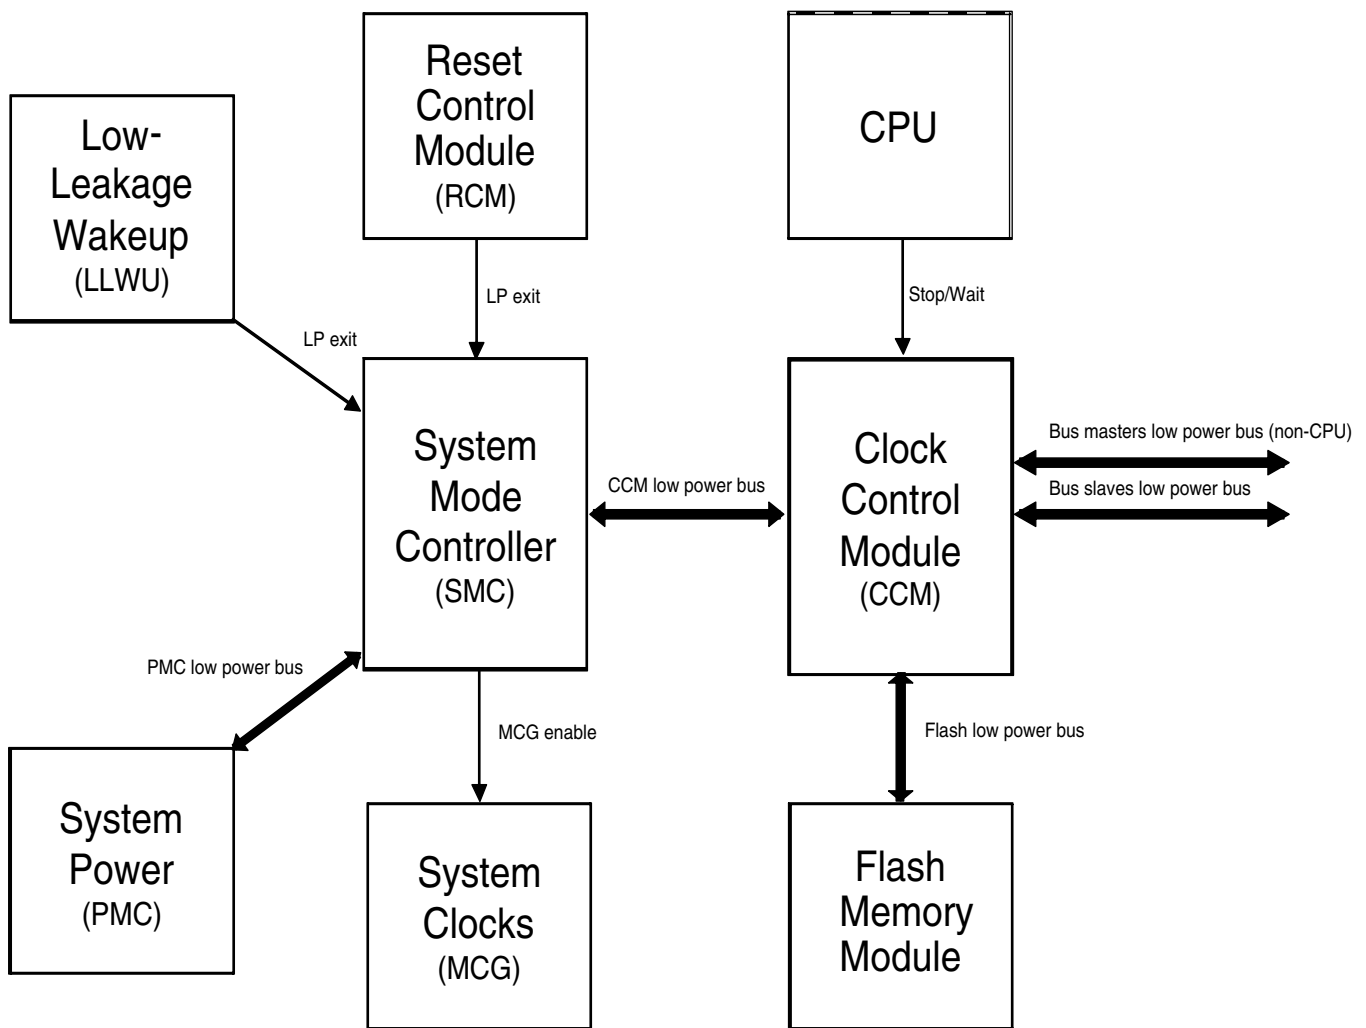 Reset
Control
Module
(RCM)
CPU
Low-
Leakage
Wakeup
(LLWU)
LP exit
Stop/Wait
LP exit
System
Mode
Controller
(SMC)
CCM low power bus
Clock
Control
Module
(CCM)
Bus masters low power bus (non-CPU)
Bus slaves low power bus
PMC low power bus
MCG enable
Flash low power bus
System
Power
(PMC)
System
Clocks
(MCG)
Flash
Memory
Module